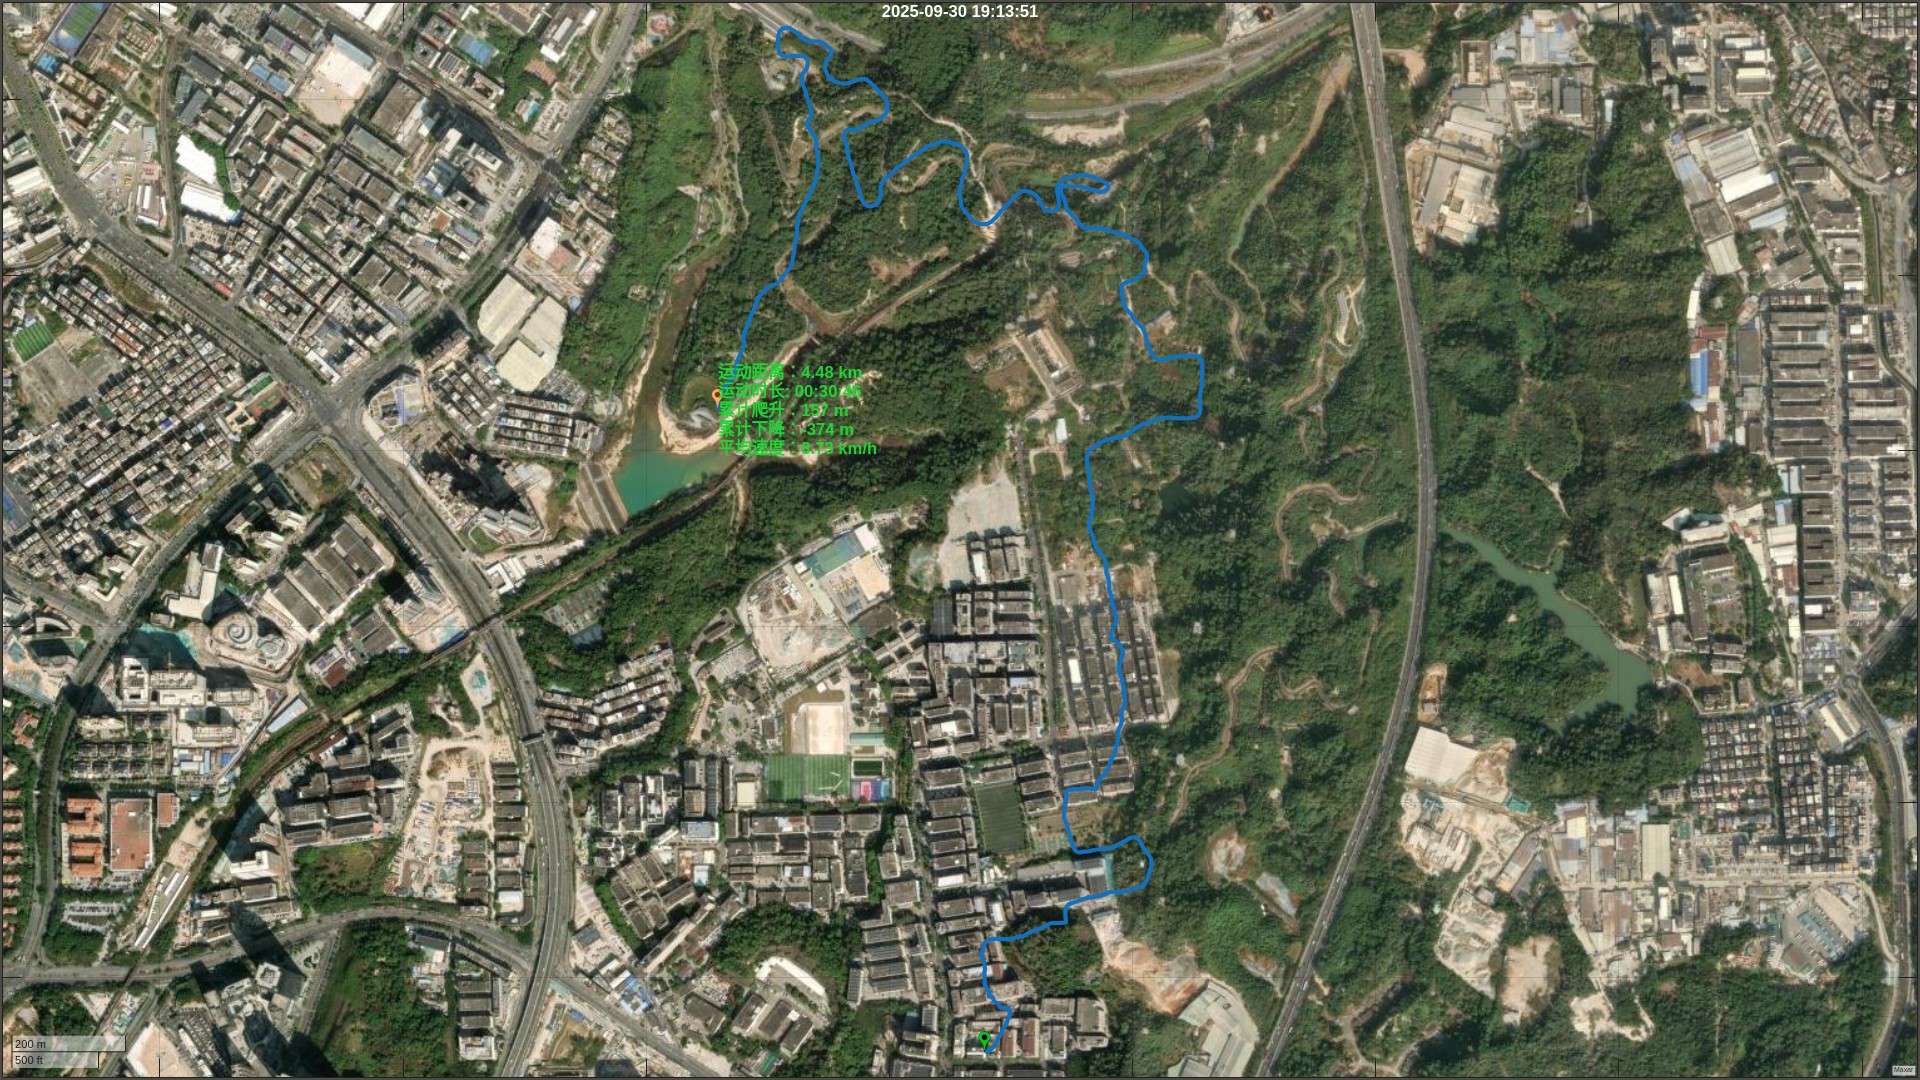 2025-09-30 19:13:51
运动距离：4.48 km
运动时长: 00:30:46
累计爬升：157 m
累计下降：-374 m
平均速度：8.73 km/h
200 m
500 ft
Maxar